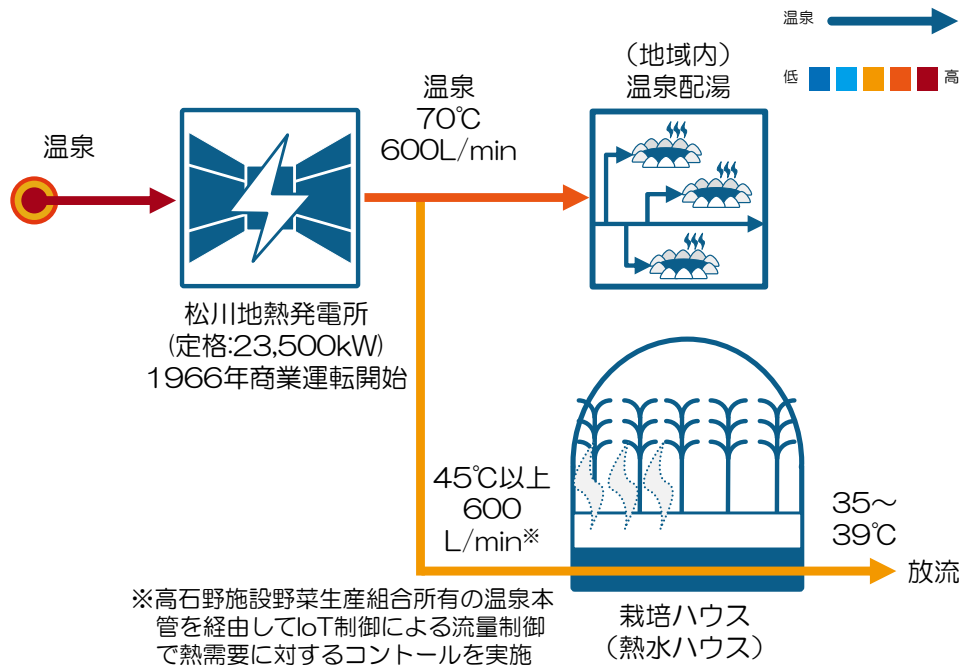 温泉
低
高
温泉
温泉
70℃
600L/min
（地域内）
温泉配湯
松川地熱発電所
(定格:23,500kW)
1966年商業運転開始
45℃以上
600
L/min※
35～
39℃
放流
栽培ハウス
（熱水ハウス）
※高石野施設野菜生産組合所有の温泉本
管を経由してIoT制御による流量制御
で熱需要に対するコントールを実施